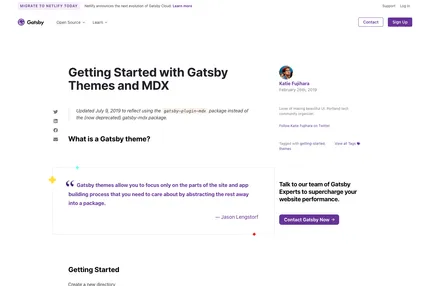 MIGRATE TO NETLIFY TODAY
Netlify announces the next evolution of Gatsby Cloud. Learn more
Support
Log in
Gatsby
Open Source
Learn
Contact
Sign Up
Getting Started with Gatsby
Themes and MDX
Updated July 8, 2019 to reflect using the gatsby-plugin-mdx package instead of
the (now deprecated) gatsby-mdx package.
What is a Gatsby theme?
“ Gatsby themes allow you to focus only on the parts of the site and app
building process that you need to care about by abstracting the rest away
into a package.
— Jason Lengstorf
Getting Started
Create a new directory
Katie Fujihara
February 26th, 2019
Lover of making beautiful
Portland and
community organizer
Follow Katie Fujihara on Twitter
Tagged with getting-started,
themes
View all Tags
Talk to our team of Gatsby
Experts to supercharge your
website performance.
Contact Gatsby Now →